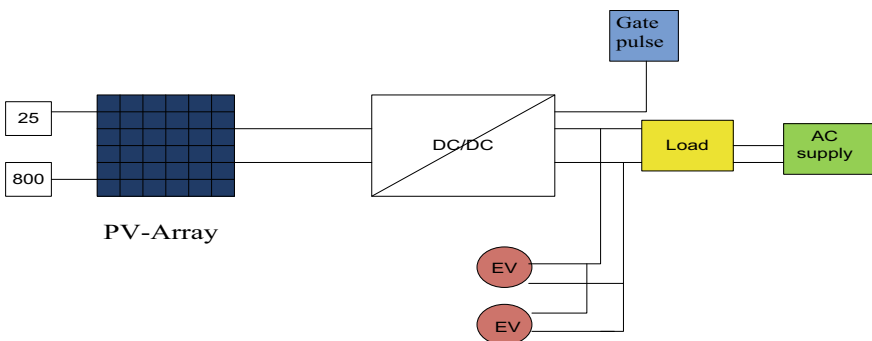 Gate
pulse
25
800
PV-Array
DC/DC
Load
AC
supply
EV
EV